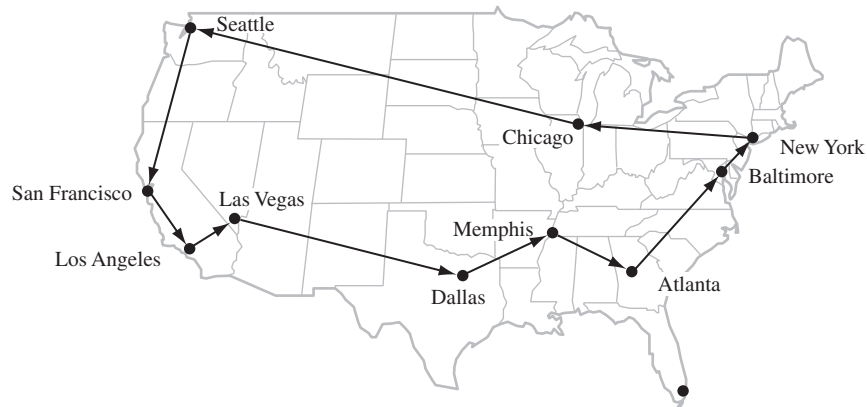 Seattle
Chicago
New York
Baltimore
San Francisco
Las Vegas
Memphis
Los Angeles
Dallas
Atlanta